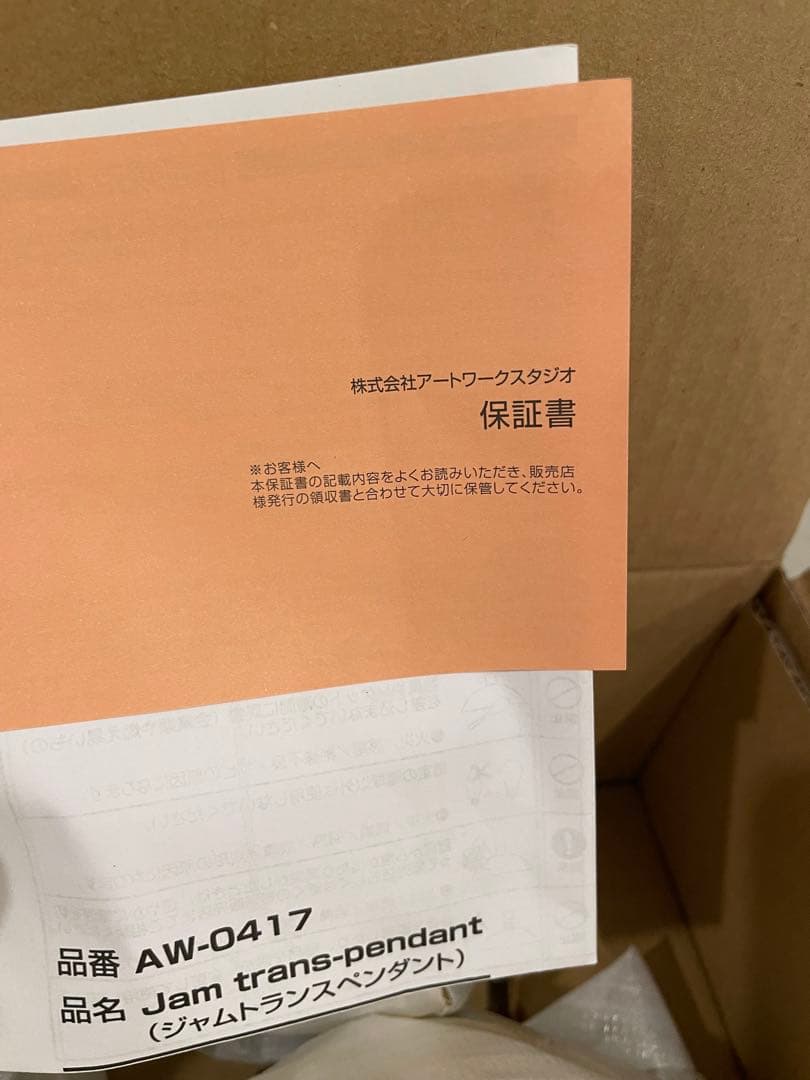 株式会社アートワークスタジオ
保証書
※お客様へ
本保証書の記載内容をよくお読みいただき、販売店
様発行の領収書と合わせて大切に保管してください。
品番 AW-0417
品名 Jam trans-pendant
(ジャムトランスペンダント)